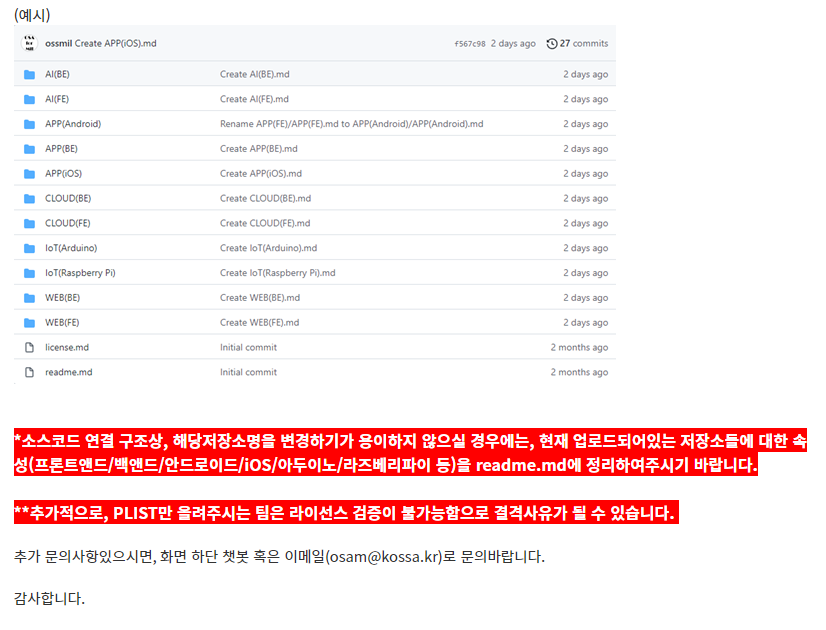 (예시)
ossmil Create APP(iOS).md f567c98 2 days ago 27 commits
AI(BE) Create AI(BE).md 2 days ago
AI(FE) Create AI(FE).md 2 days ago
APP(Android) Rename APP(FE)/APP(FE).md to APP(Android)/APP(Android).md 2 days ago
APP(BE) Create APP(BE).md 2 days ago
APP(iOS) Create APP(iOS).md 2 days ago
CLOUD(BE) Create CLOUD(BE).md 2 days ago
CLOUD(FE) Create CLOUD(FE).md 2 days ago
IoT(Arduino) Create IoT(Arduino).md 2 days ago
IoT(Raspberry Pi) Create IoT(Raspberry Pi).md 2 days ago
WEB(BE) Create WEB(BE).md 2 days ago
WEB(FE) Create WEB(FE).md 2 days ago
license.md Initial commit 2 months ago
readme.md Initial commit 2 months ago
*소스코드 연결 구조상, 해당저장소명을 변경하기가 용이하지 않으실 경우에는, 현재 업로드되어있는 저장소들에 대한 속
성(프론트앤드/백앤드/안드로이드/iOS/아두이노/라즈베리파이 등)을 readme.md에 정리하여주시기 바랍니다.
**추가적으로, PLIST만 올려주시는 팀은 라이선스 검증이 불가능함으로 결격사유가 될 수 있습니다.
추가 문의사항있으시면, 화면 하단 챗봇 혹은 이메일(osam@kossa.kr)로 문의바랍니다.
감사합니다.